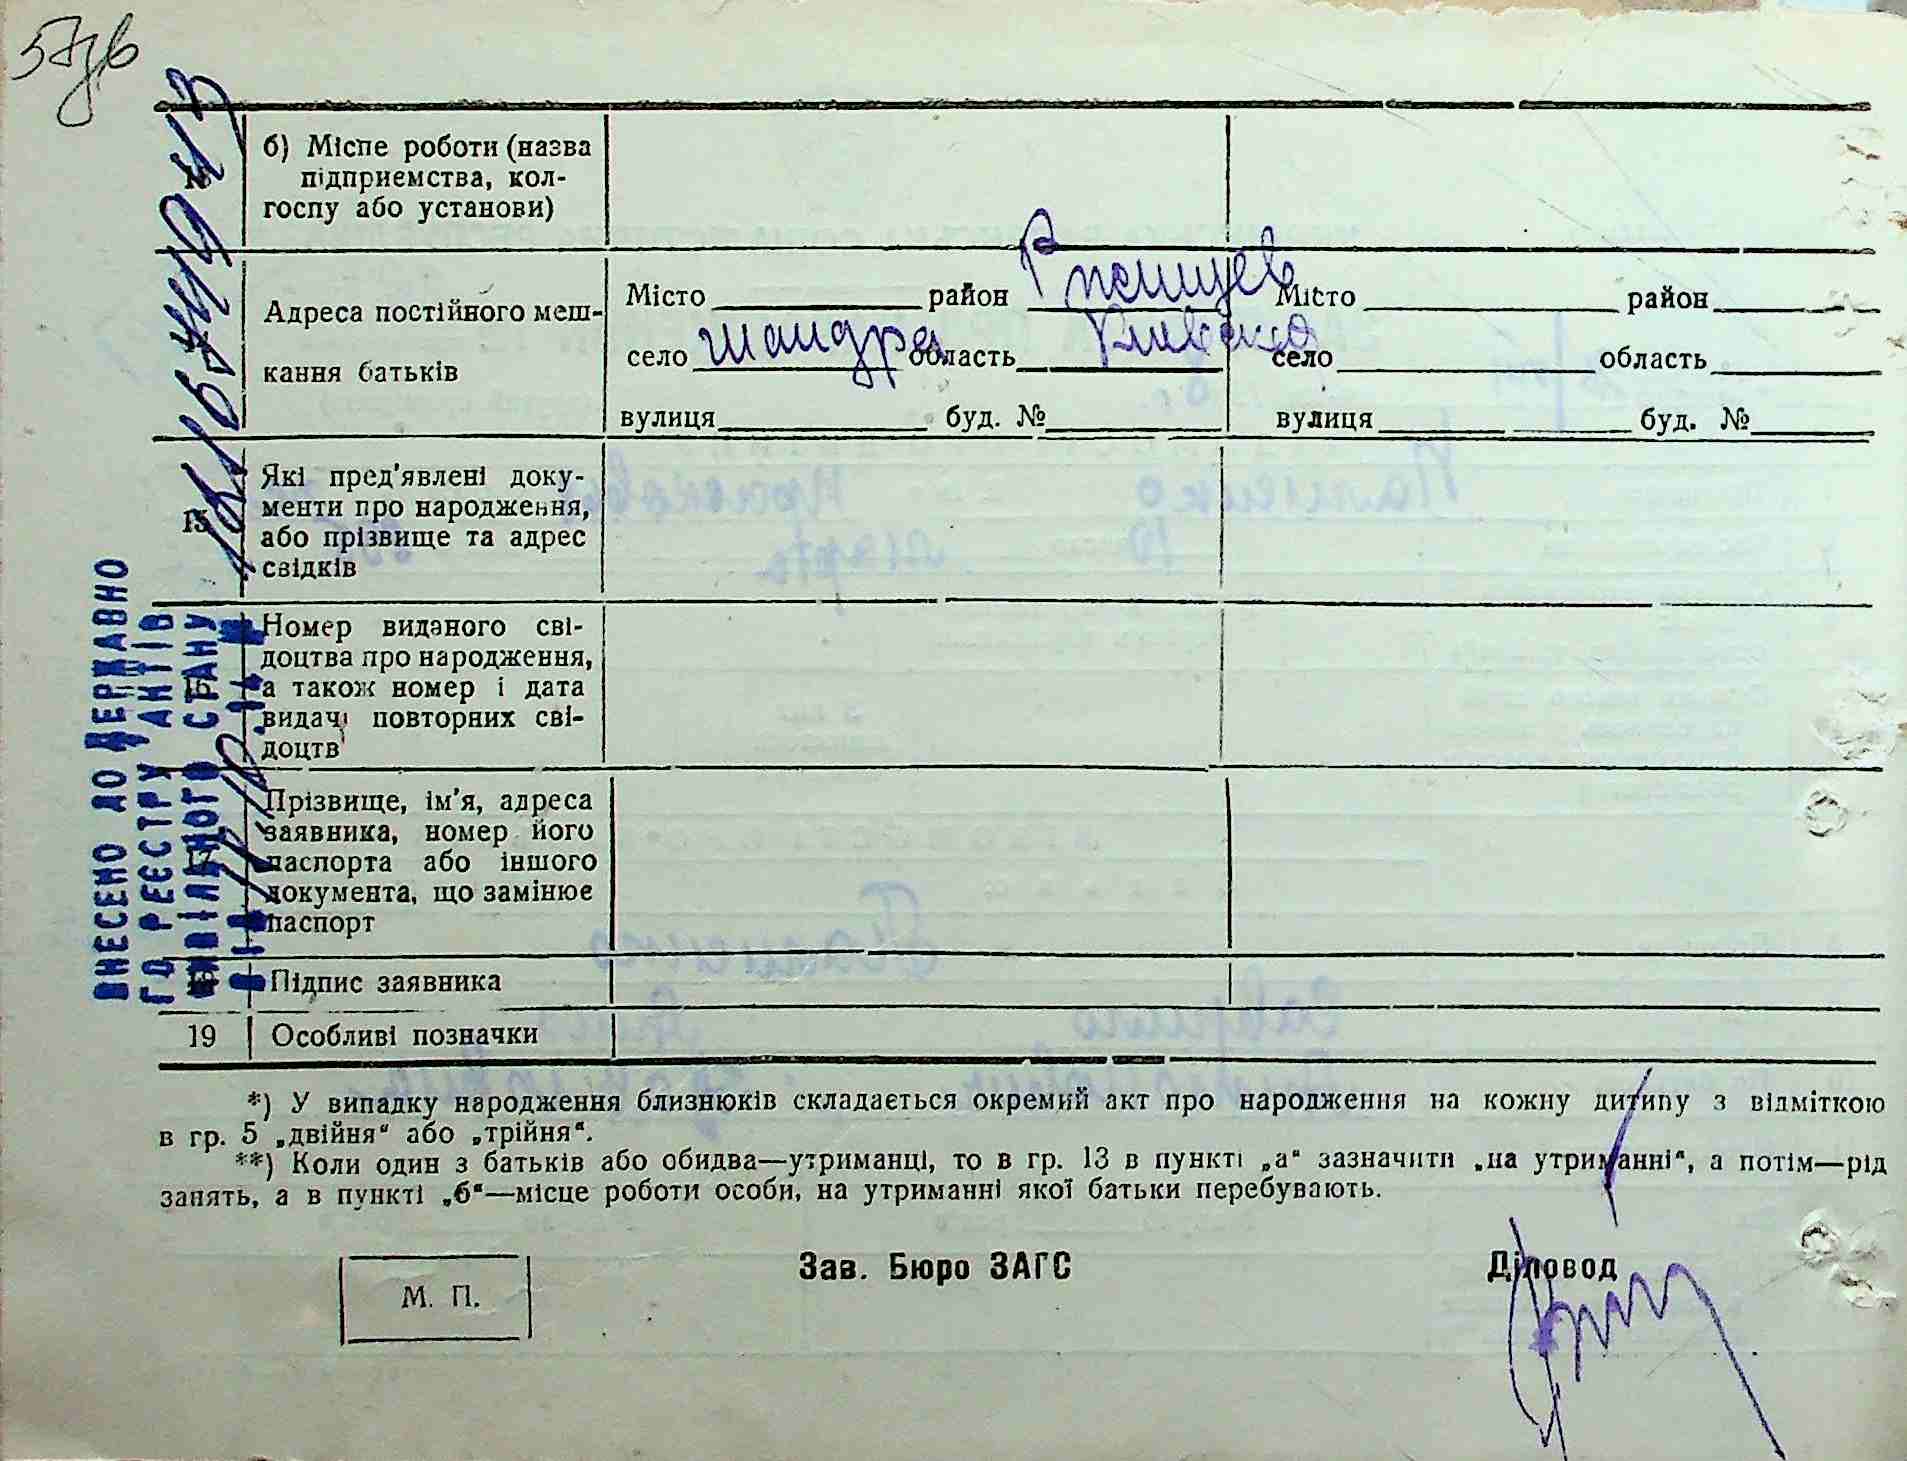 57зв
б) Місце роботи (назва
підприємства, кол-
госпу або установи)
Адреса постійного меш-
кання батьків
Місто район Ржищев
село Шандра область Київська
вулиця буд. №
Місто район
село область
вулиця буд. №
15
Які пред'явлені доку-
менти про народження,
або прізвище та адрес
свідків
16
Номер виданого сві-
доцтва про народження,
а також номер і дата
видачі повторних сві-
доцтв
17
Прізвище, ім'я, адреса
заявника, номер його
паспорта або іншого
документа, що замінює
паспорт
18 Підпис заявника
19 Особливі позначки
ВНЕСЕНО ДО ДЕРЖАВНО
ГО РЕЄСТРУ АКТІВ
ЦИВІЛЬНОГО СТАНУ
*) У випадку народження близнюків складається окремий акт про народження на кожну дитину з відміткою
в гр. 5 „двійня“ або „трійня“.
**) Коли один з батьків або обидва—утриманці, то в гр. 13 в пункті „а“ зазначити „на утриманні“, а потім—рід
занять, а в пункті „б“—місце роботи особи, на утриманні якої батьки перебувають.
М. П.
Зав. Бюро ЗАГС
Діловод